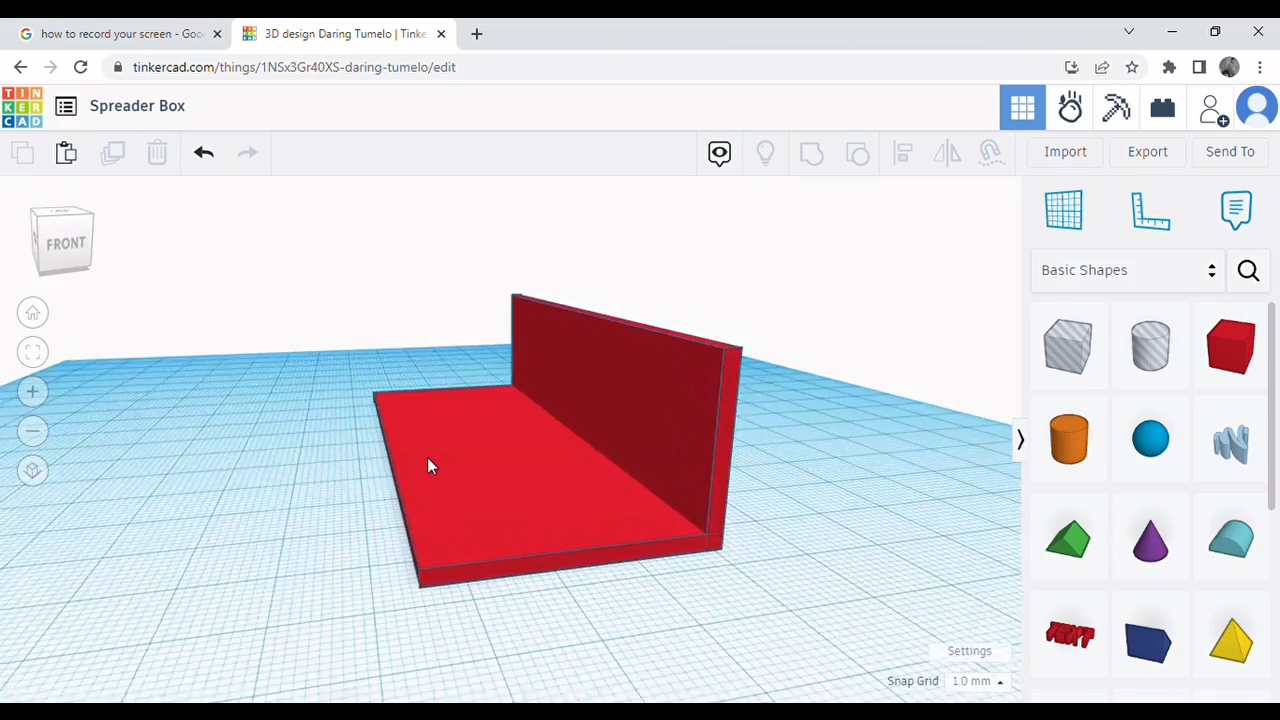 how to record your screen - Goo
3D design Daring Tumelo | Tinke
tinkercad.com/things/1NSx3Gr40XS-daring-tumelo/edit
TIN
KER
CAD
Spreader Box
Import
Export
Send To
FRONT
Basic Shapes
TEXT
Settings
Snap Grid
1.0 mm